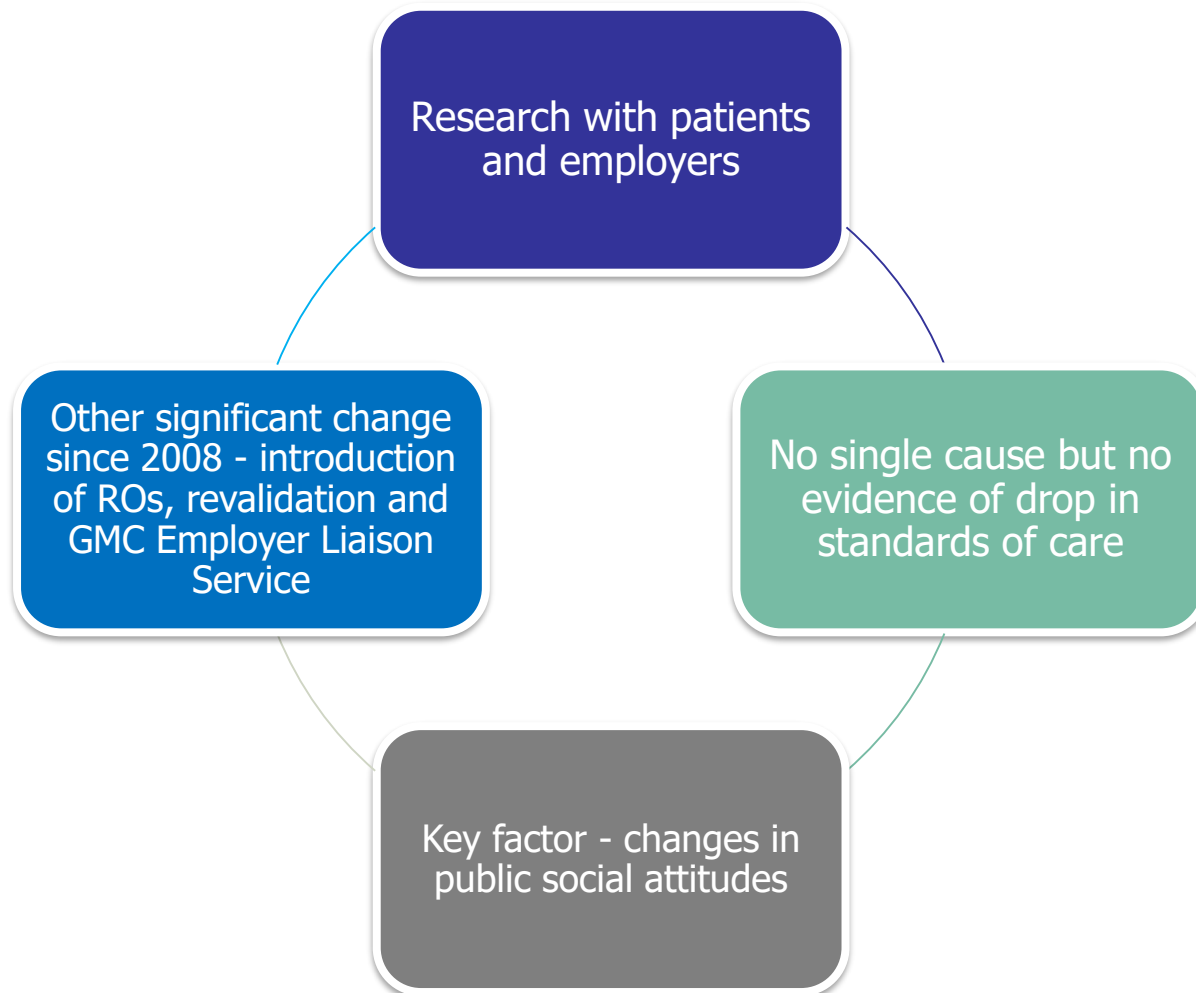 Research with patients
and employers
Other significant change
since 2008 - introduction
of ROs, revalidation and
GMC Employer Liaison
Service
No single cause but no
evidence of drop in
standards of care
Key factor - changes in
public social attitudes